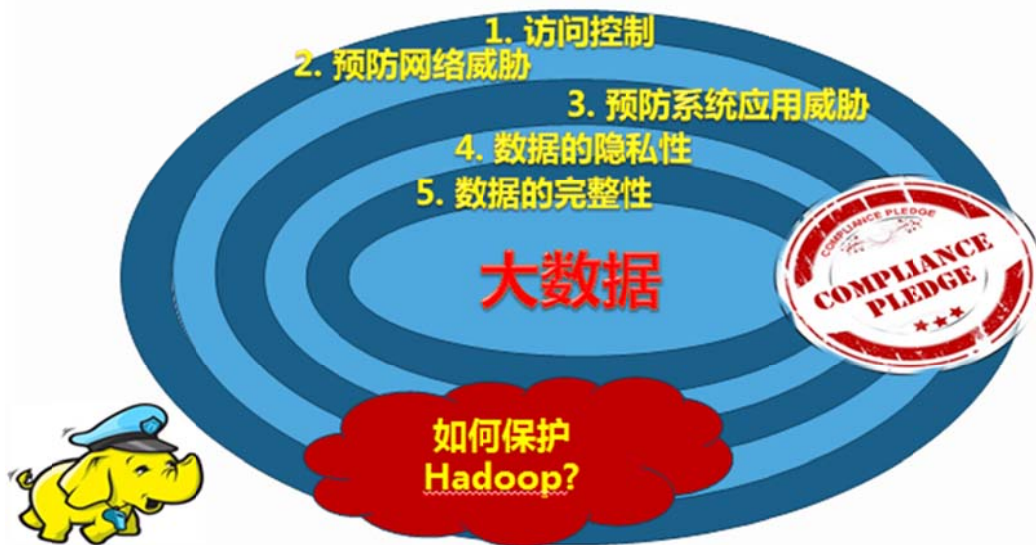 1. 访问控制
2. 预防网络威胁
3. 预防系统应用威胁
4. 数据的隐私性
5. 数据的完整性
大数据
COMPLIANCE PLEDGE
COMPLIANCE
PLEDGE
如何保护
Hadoop?